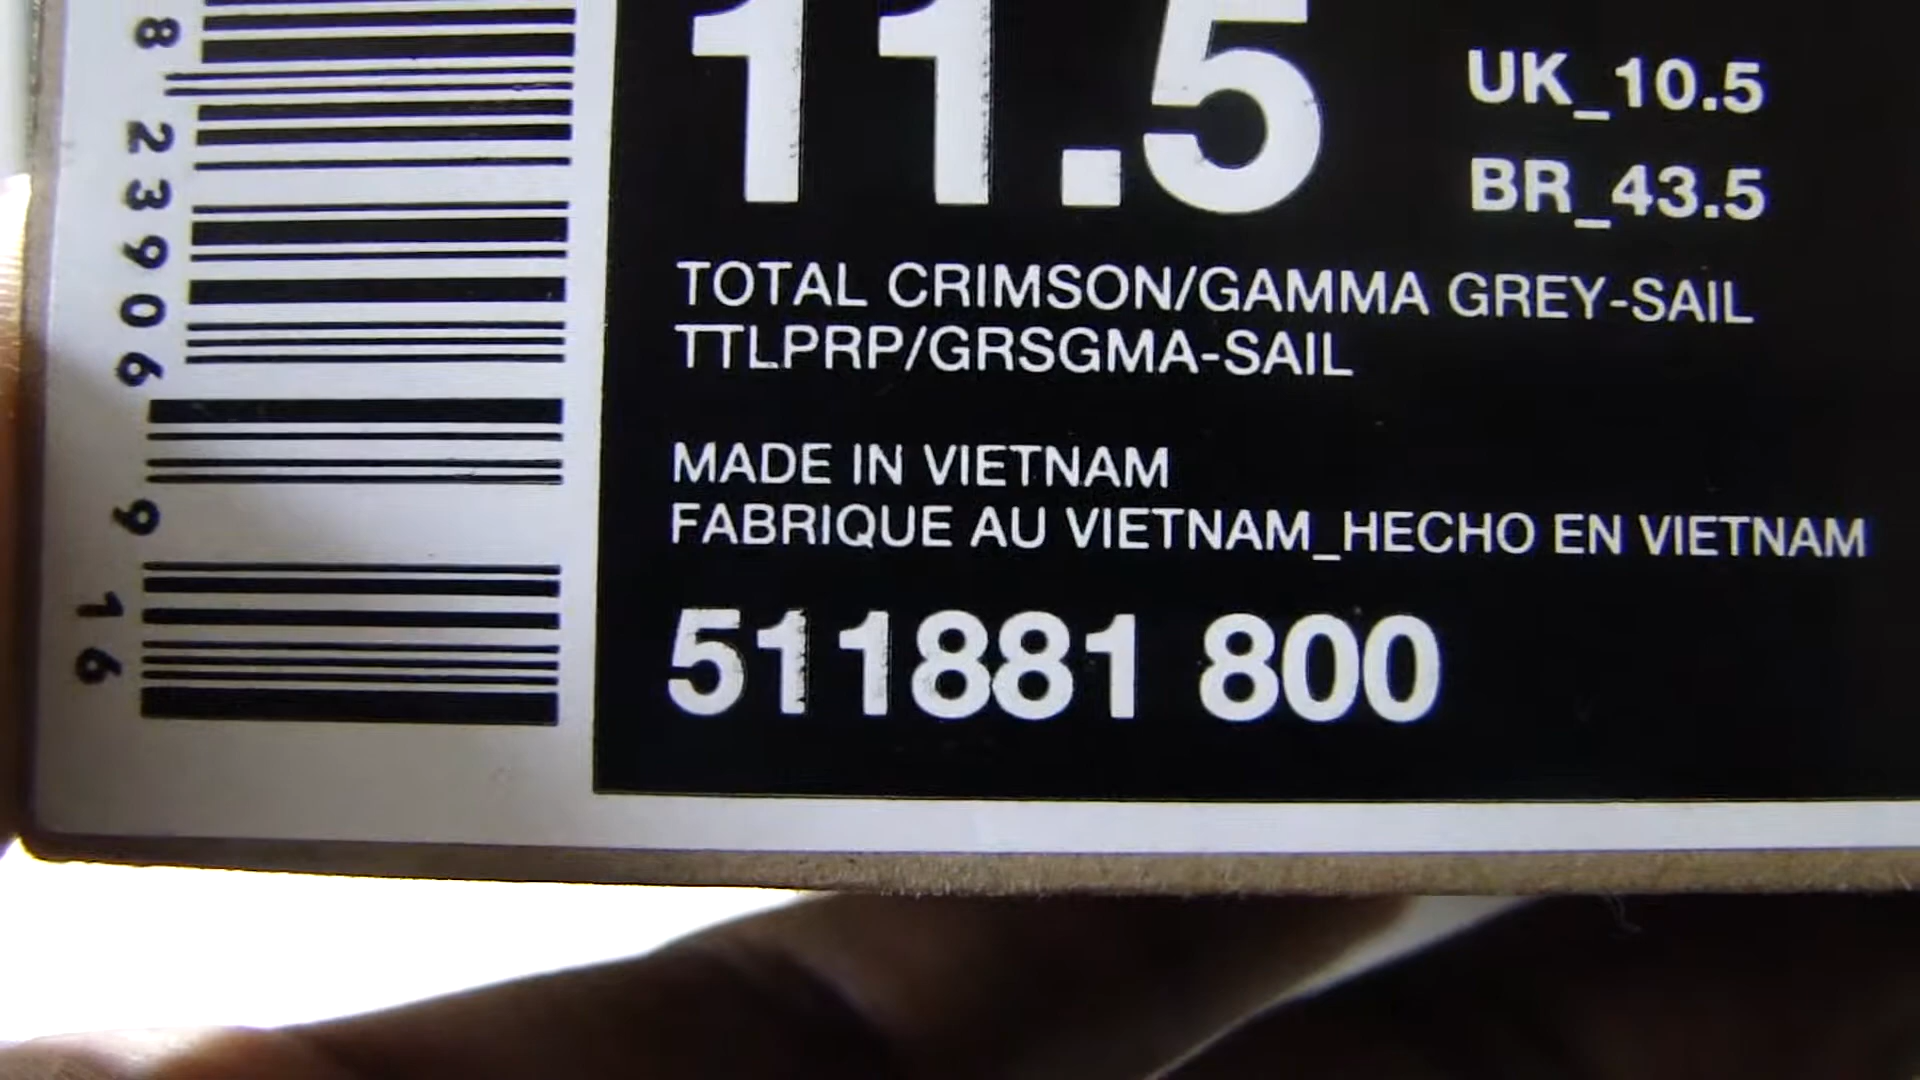 11.5
UK_10.5
BR_43.5
TOTAL CRIMSON/GAMMA GREY-SAIL
TTLPRP/GRSGMA-SAIL
MADE IN VIETNAM
FABRIQUE AU VIETNAM_HECHO EN VIETNAM
511881 800
8 23906 9
16